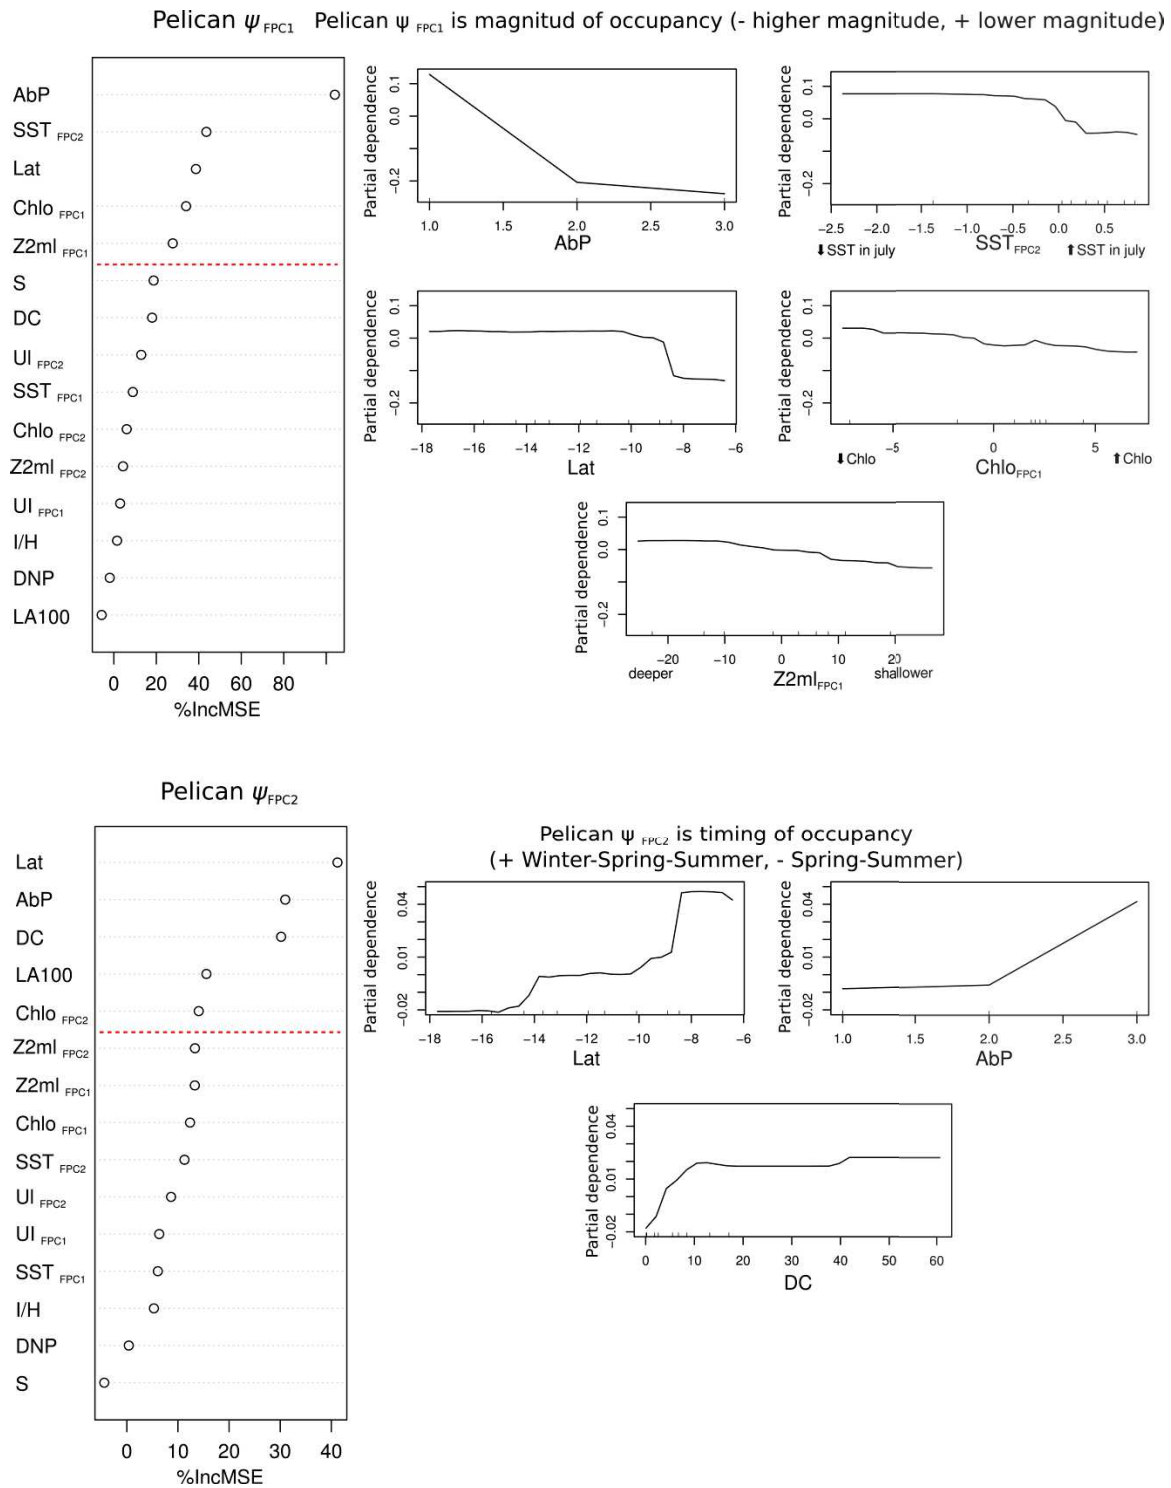 Pelican ψ FPC1 Pelican ψ FPC1 is magnitud of occupancy (- higher magnitude, + lower magnitude)
AbP
SST FPC2
Lat
Chlo FPC1
Z2ml FPC1
S
DC
UI FPC2
SST FPC1
Chlo FPC2
Z2ml FPC2
UI FPC1
I/H
DNP
LA100
0 20 40 60 80
%IncMSE
Partial dependence
0.1
0.0
-0.2
1.0 1.5 2.0 2.5 3.0
AbP
Partial dependence
0.1
0.0
-0.2
-2.5 -2.0 -1.5 -1.0 -0.5 0.0 0.5
⬇SST in july SST FPC2 ⬆SST in july
Partial dependence
0.1
0.0
-0.2
-18 -16 -14 -12 -10 -8 -6
Lat
Partial dependence
0.1
0.0
-0.2
-5 0 5
⬇Chlo Chlo FPC1 ⬆Chlo
Partial dependence
0.1
0.0
-0.2
-20 -10 0 10 20
deeper Z2ml FPC1 shallower
Pelican ψ FPC2
Lat
AbP
DC
LA100
Chlo FPC2
Z2ml FPC2
Z2ml FPC1
Chlo FPC1
SST FPC2
UI FPC2
UI FPC1
SST FPC1
I/H
DNP
S
0 10 20 30 40
%IncMSE
Pelican ψ FPC2 is timing of occupancy
(+ Winter-Spring-Summer, - Spring-Summer)
Partial dependence
0.04
0.01
-0.02
-18 -16 -14 -12 -10 -8 -6
Lat
Partial dependence
0.04
0.01
-0.02
1.0 1.5 2.0 2.5 3.0
AbP
Partial dependence
0.04
0.01
-0.02
0 10 20 30 40 50 60
DC